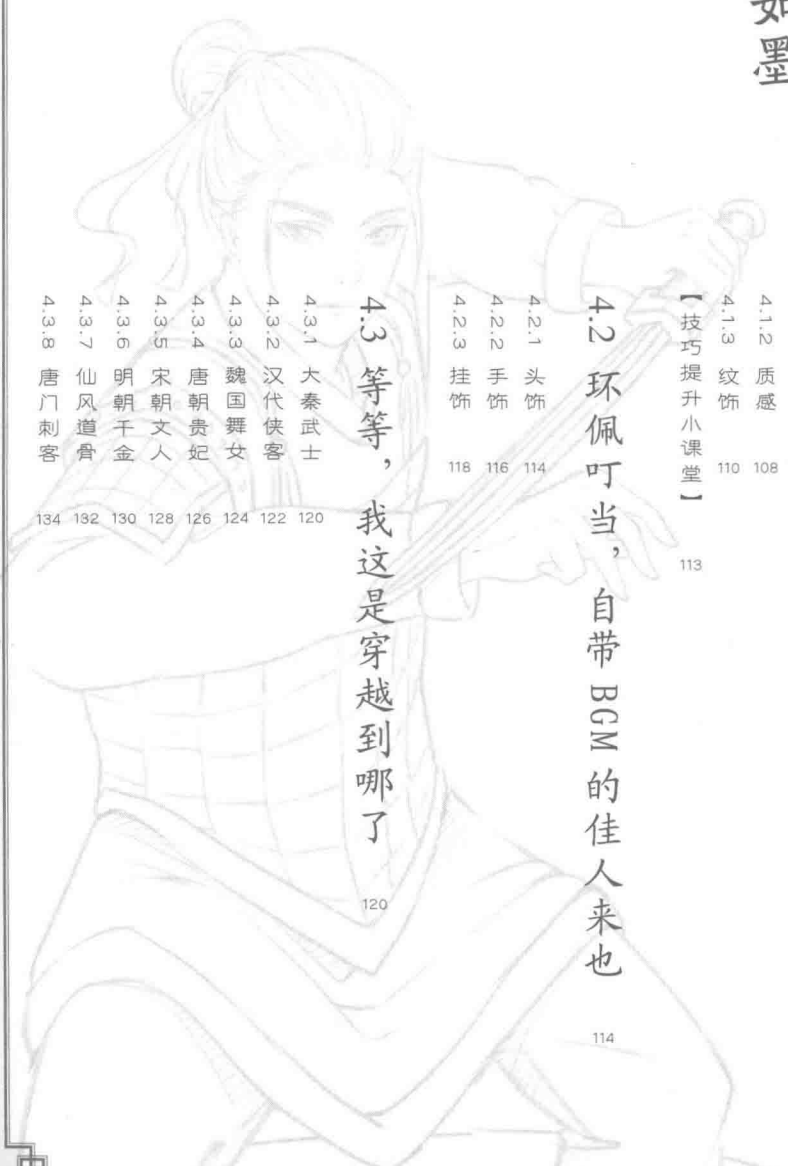 如墨
4.1.2 质感 108
4.1.3 纹饰 110
【技巧提升小课堂】 113
4.2 环佩叮当，自带 BGM 的佳人来也 114
4.2.1 头饰 114
4.2.2 手饰 116
4.2.3 挂饰 118
4.3 等等，我这是穿越到哪了 120
4.3.1 大秦武士 120
4.3.2 汉代侠客 122
4.3.3 魏国舞女 124
4.3.4 唐朝贵妃 126
4.3.5 宋朝文人 128
4.3.6 明朝千金 130
4.3.7 仙风道骨 132
4.3.8 唐门刺客 134